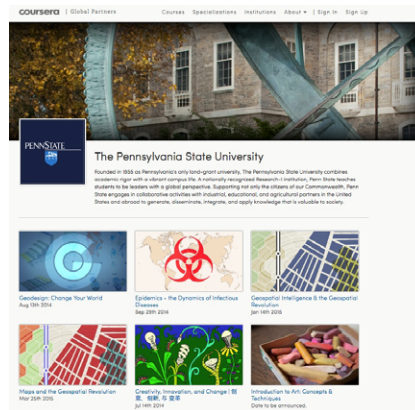 coursera | Global Partners
Courses Specializations Institutions About ▾ | Sign In Sign Up
PENNSTATE
The Pennsylvania State University
Founded in 1855 as Pennsylvania's only land-grant university, The Pennsylvania State University combines
academic rigor with a vibrant campus life. A nationally recognized Research-I institution, Penn State teaches
students to be leaders with a global perspective. Supporting not only the citizens of our Commonwealth, Penn
State engages in collaborative activities with industrial, educational, and agricultural partners in the United
States and abroad to generate, disseminate, integrate, and apply knowledge that is valuable to society.
Geodesign: Change Your World
Aug 13th 2014
Epidemics - the Dynamics of Infectious
Diseases
Sep 29th 2014
Geospatial Intelligence & the Geospatial
Revolution
Jan 14th 2015
Maps and the Geospatial Revolution
Mar 25th 2015
Creativity, Innovation, and Change | 创
意, 创新, 与 变革
Jul 14th 2014
Introduction to Art: Concepts &
Techniques
Date to be announced.